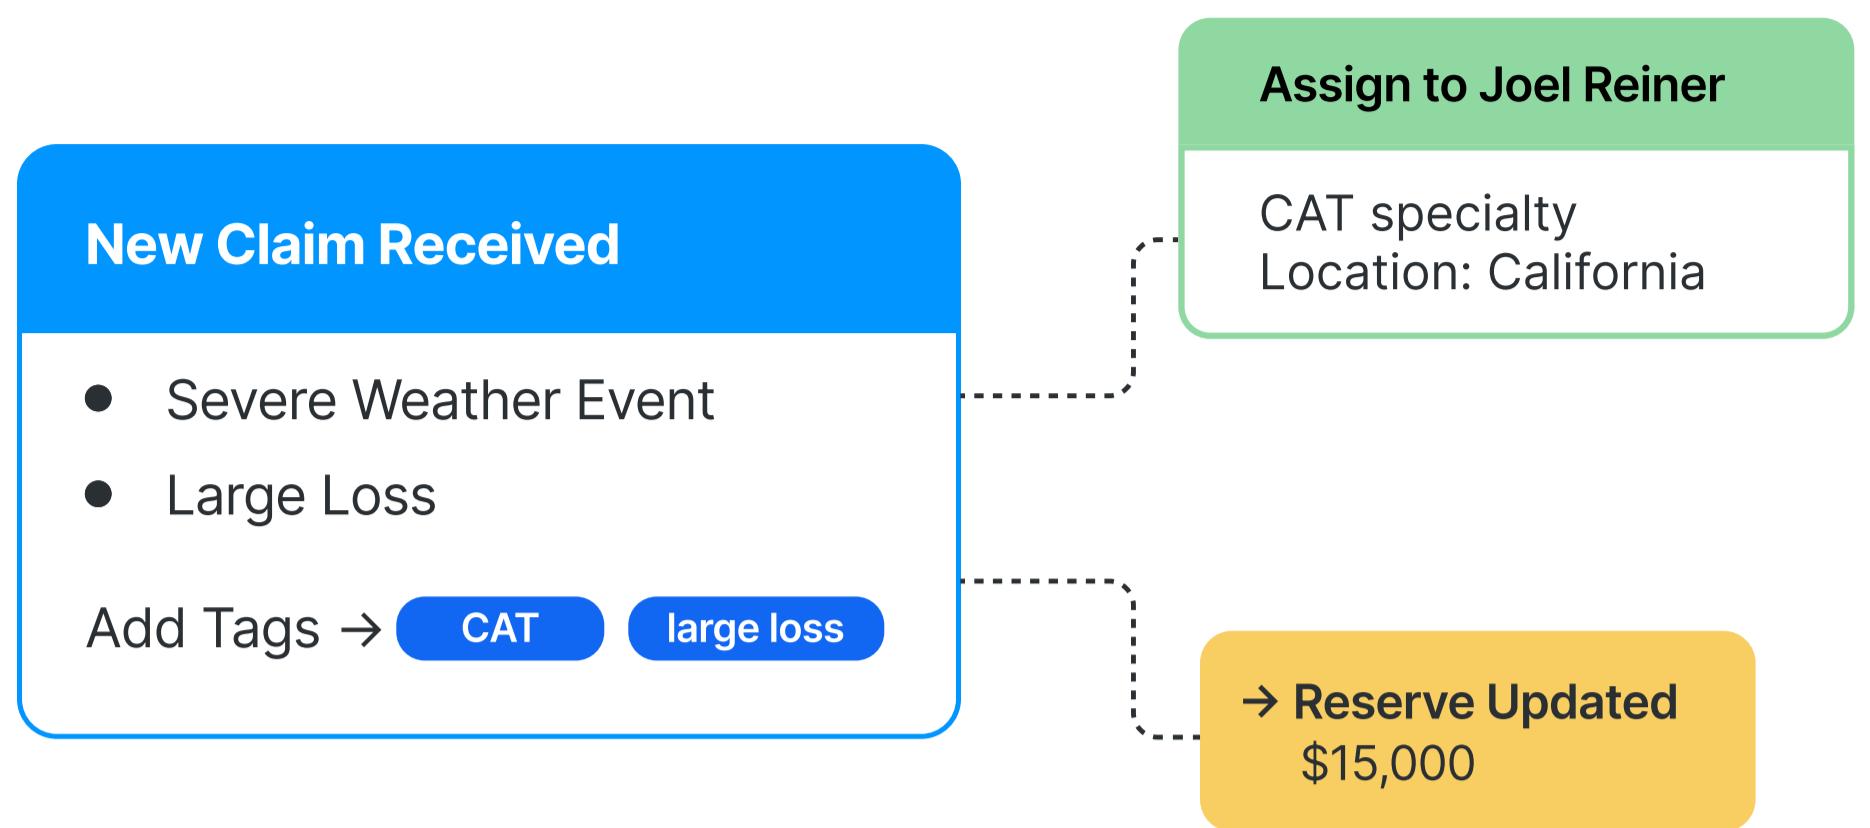 New Claim Received
● Severe Weather Event
● Large Loss
Add Tags → CAT large loss
Assign to Joel Reiner
CAT specialty
Location: California
→ Reserve Updated
$15,000